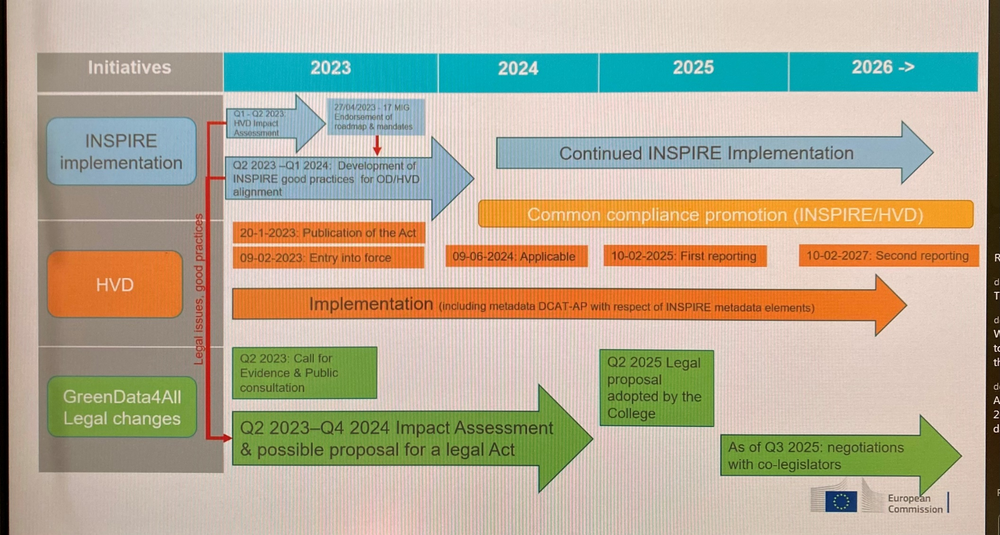 Initiatives
2023
2024
2025
2026 ->
INSPIRE
implementation
Q1 - Q2 2023:
HVD Impact
Assessment
27/04/2023 - 17 MIG
Endorsement of
roadmap & mandates
Q2 2023 –Q1 2024:  Development of
INSPIRE good practices  for OD/HVD
alignment
Continued INSPIRE Implementation
Common compliance promotion (INSPIRE/HVD)
Legal issues, good practices
HVD
20-1-2023: Publication of the Act
09-02-2023: Entry into force
09-06-2024: Applicable
10-02-2025: First reporting
10-02-2027: Second reporting
Implementation (including metadata DCAT-AP with respect of INSPIRE metadata elements)
GreenData4All
Legal changes
Q2 2023: Call for
Evidence & Public
consultation
Q2 2023–Q4 2024 Impact Assessment
& possible proposal for a legal Act
Q2 2025 Legal
proposal
adopted by the
College
As of Q3 2025: negotiations
with co-legislators
European
Commission